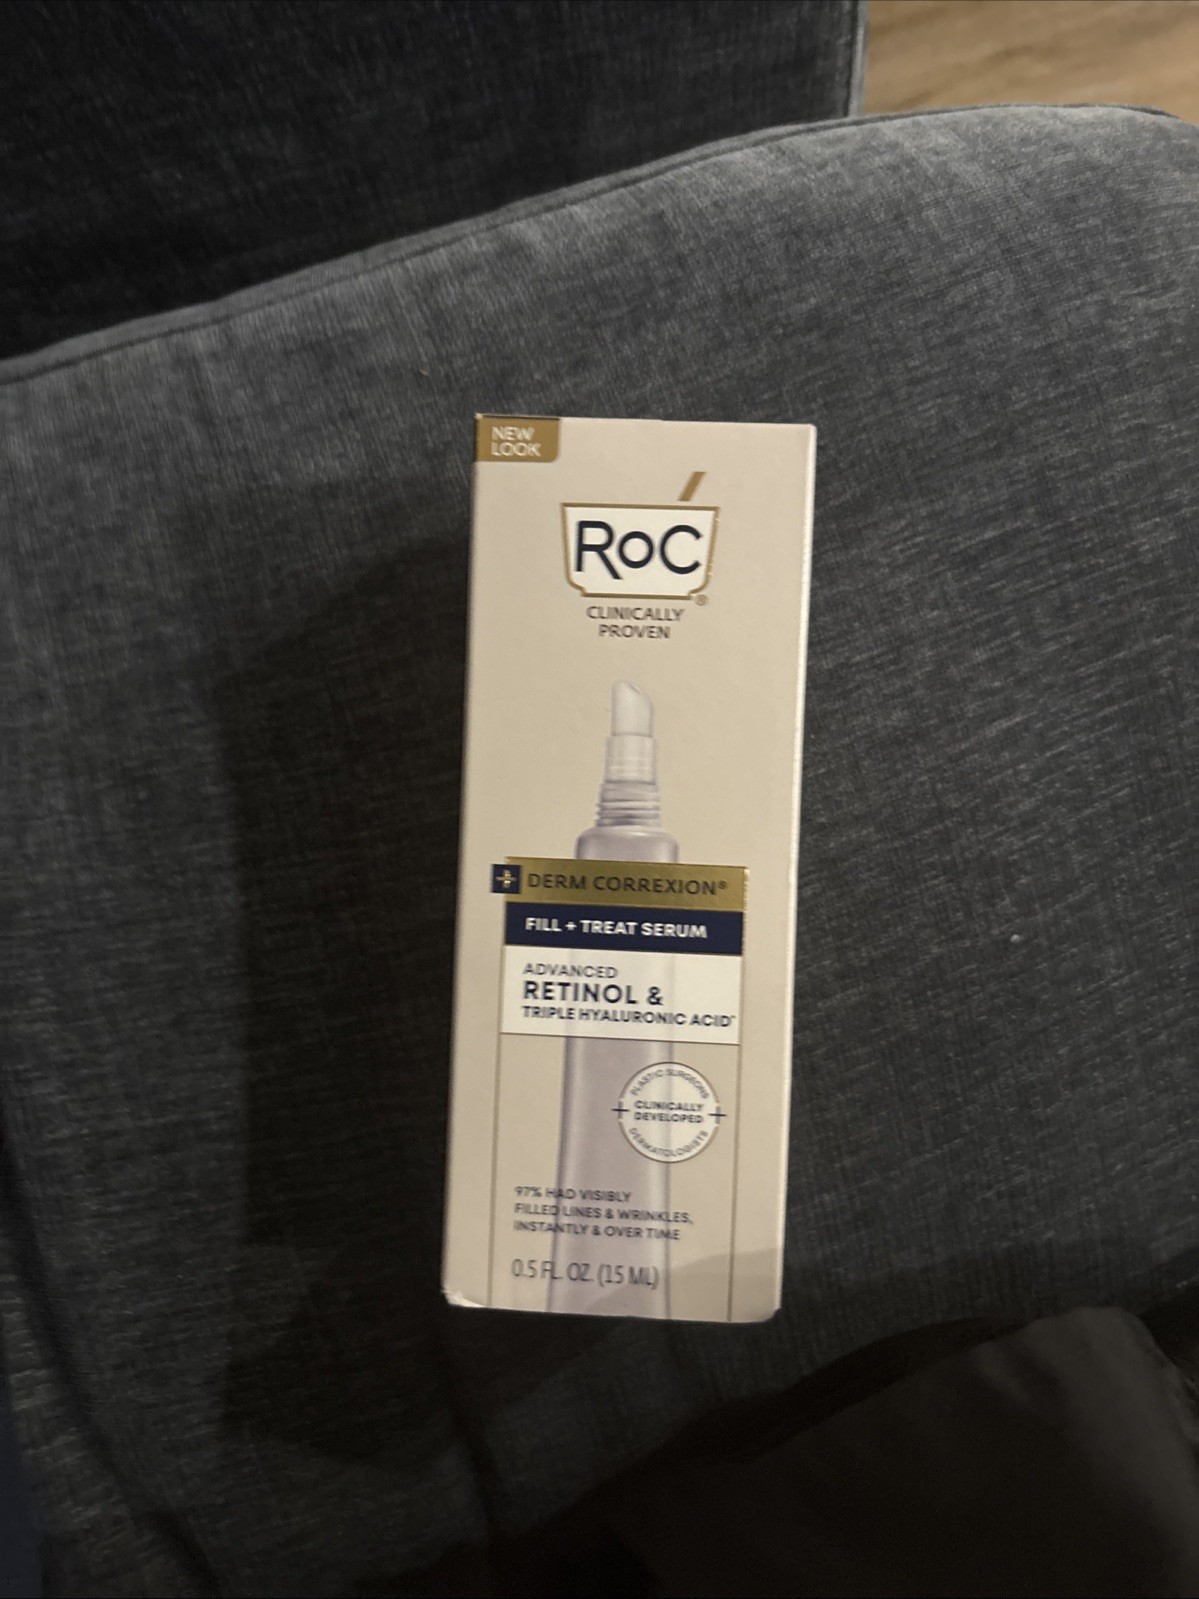 NEW
LOOK
RoC®
CLINICALLY
PROVEN
+ DERM CORREXION®
FILL + TREAT SERUM
ADVANCED
RETINOL &
TRIPLE HYALURONIC ACID*
PLASTIC SURGEONS
+ CLINICALLY +
DEVELOPED
DERMATOLOGISTS
97% HAD VISIBLY
FILLED LINES & WRINKLES,
INSTANTLY & OVER TIME
0.5 FL. OZ. (15 ML)